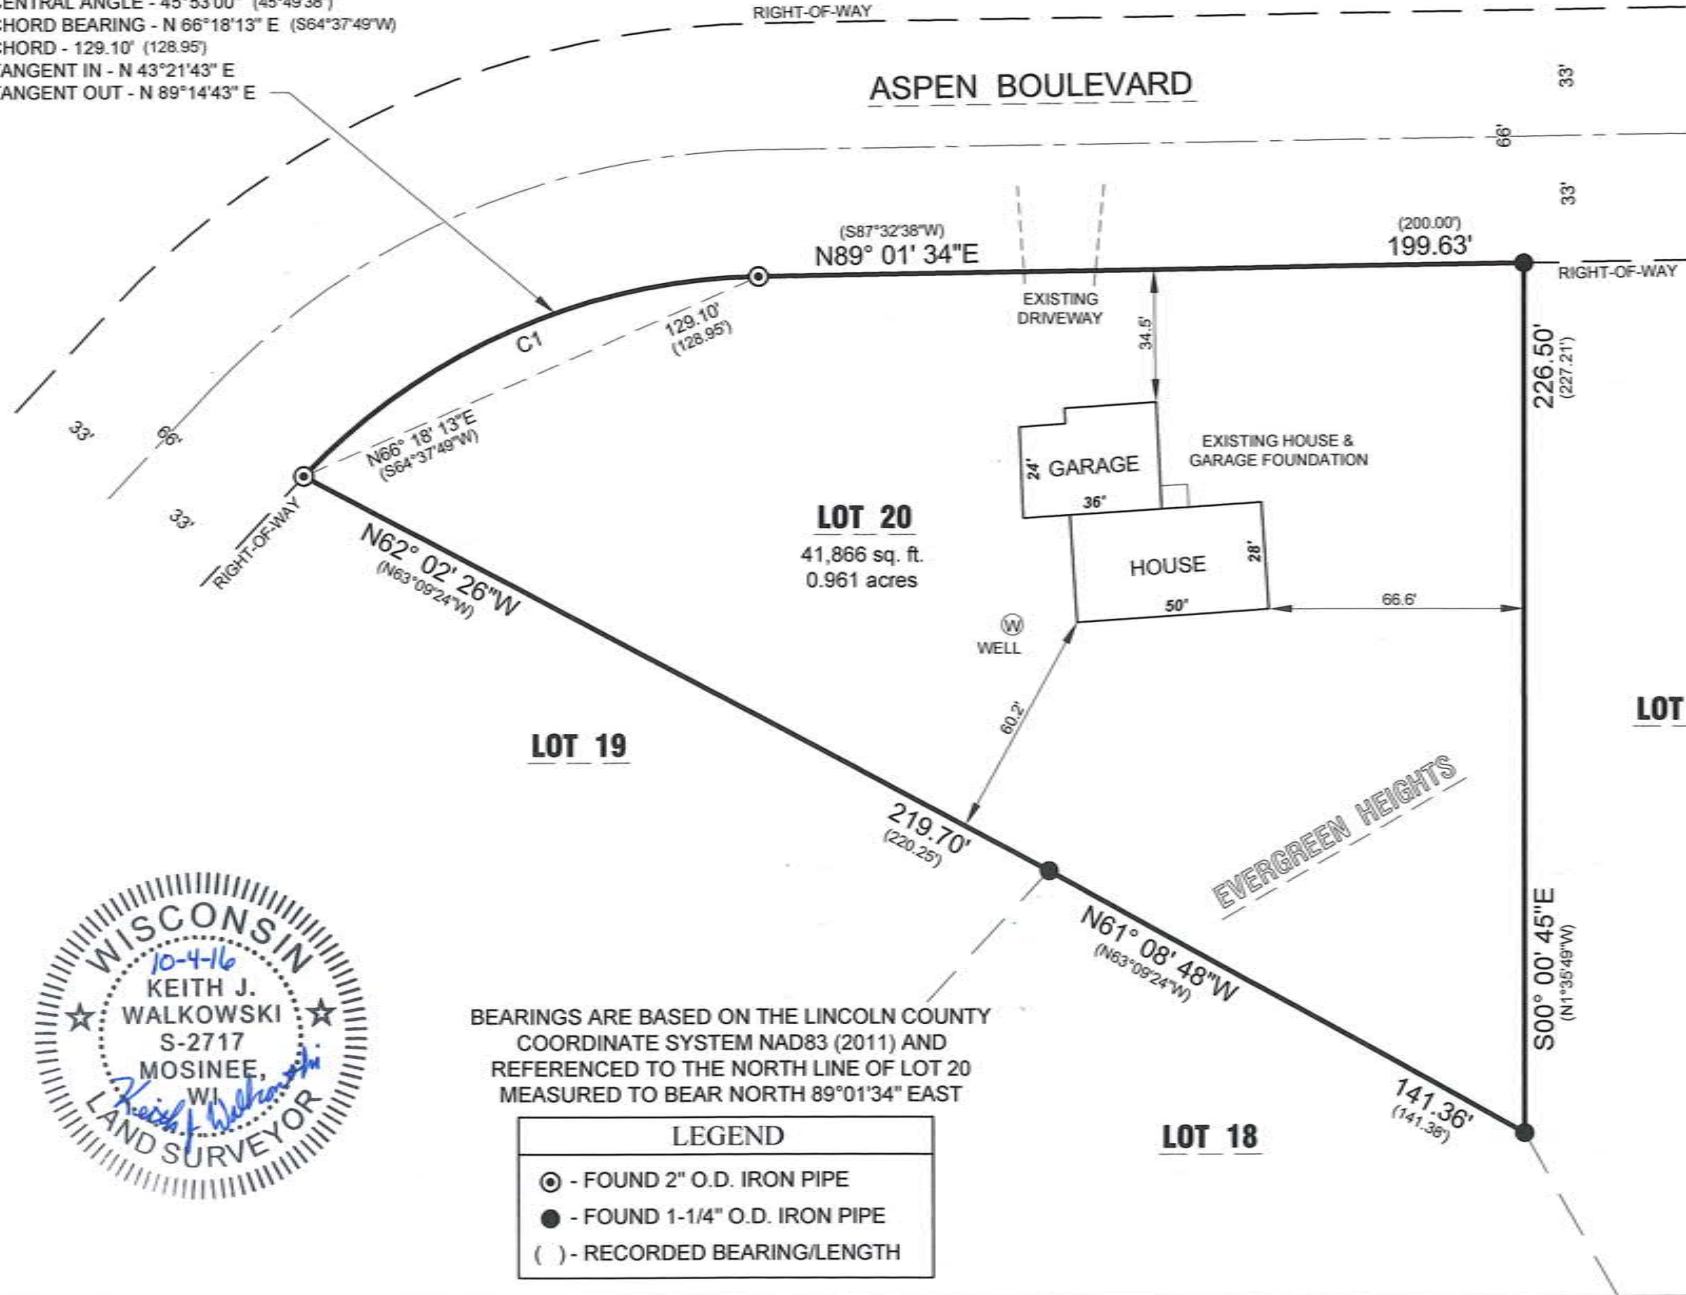 CENTRAL ANGLE - 45°53'00" (45°49'38")
CHORD BEARING - N 66°18'13" E (S64°37'49"W)
CHORD - 129.10' (128.95')
TANGENT IN - N 43°21'43" E
TANGENT OUT - N 89°14'43" E
RIGHT-OF-WAY
ASPEN BOULEVARD
33'
66'
33'
(S87°32'38"W)
N89° 01' 34"E
(200.00')
199.63'
RIGHT-OF-WAY
EXISTING
DRIVEWAY
34.5'
226.50'
(227.21')
C1
129.10'
(128.95')
N66° 18' 13"E
(S64°37'49"W)
33'
66'
33'
RIGHT-OF-WAY
N62° 02' 26"W
(N63°09'24"W)
LOT 20
41,866 sq. ft.
0.961 acres
24'
GARAGE
36"
EXISTING HOUSE &
GARAGE FOUNDATION
HOUSE
28'
50"
66.6'
W
WELL
60.2'
LOT 19
LOT
219.70'
(220.25')
EVERGREEN HEIGHTS
N61° 08' 48"W
(N63°09'24"W)
S00° 00' 45"E
(N1°35'49"W)
141.36'
(141.38')
LOT 18
WISCONSIN
10-4-16
KEITH J.
WALKOWSKI
S-2717
MOSINEE,
WI
Keith J Walkowski
LAND SURVEYOR
BEARINGS ARE BASED ON THE LINCOLN COUNTY
COORDINATE SYSTEM NAD83 (2011) AND
REFERENCED TO THE NORTH LINE OF LOT 20
MEASURED TO BEAR NORTH 89°01'34" EAST
LEGEND
- FOUND 2" O.D. IRON PIPE
- FOUND 1-1/4" O.D. IRON PIPE
( ) - RECORDED BEARING/LENGTH